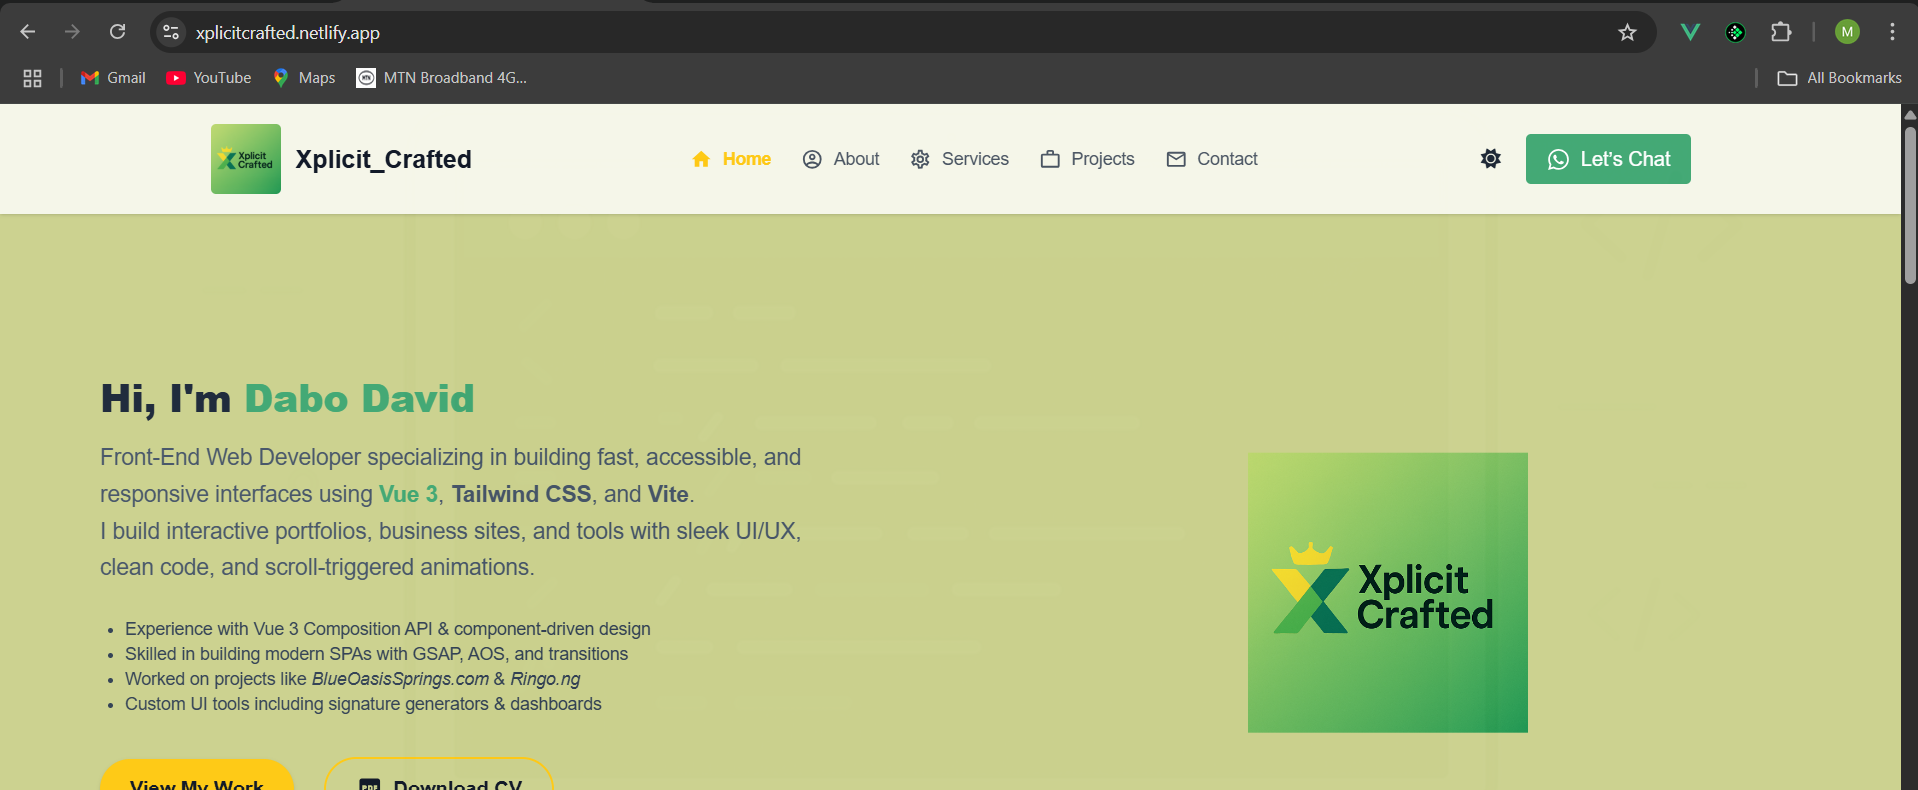 xplicitcrafted.netlify.app
M
Gmail
YouTube
Maps
MTN Broadband 4G...
All Bookmarks
Xplicit
Crafted
Xplicit_Crafted
Home
About
Services
Projects
Contact
Let's Chat
Hi, I'm Dabo David
Front-End Web Developer specializing in building fast, accessible, and
responsive interfaces using Vue 3, Tailwind CSS, and Vite.
I build interactive portfolios, business sites, and tools with sleek UI/UX,
clean code, and scroll-triggered animations.
• Experience with Vue 3 Composition API & component-driven design
• Skilled in building modern SPAs with GSAP, AOS, and transitions
• Worked on projects like BlueOasisSprings.com & Ringo.ng
• Custom UI tools including signature generators & dashboards
Xplicit
Crafted
View My Work
PDF Download CV